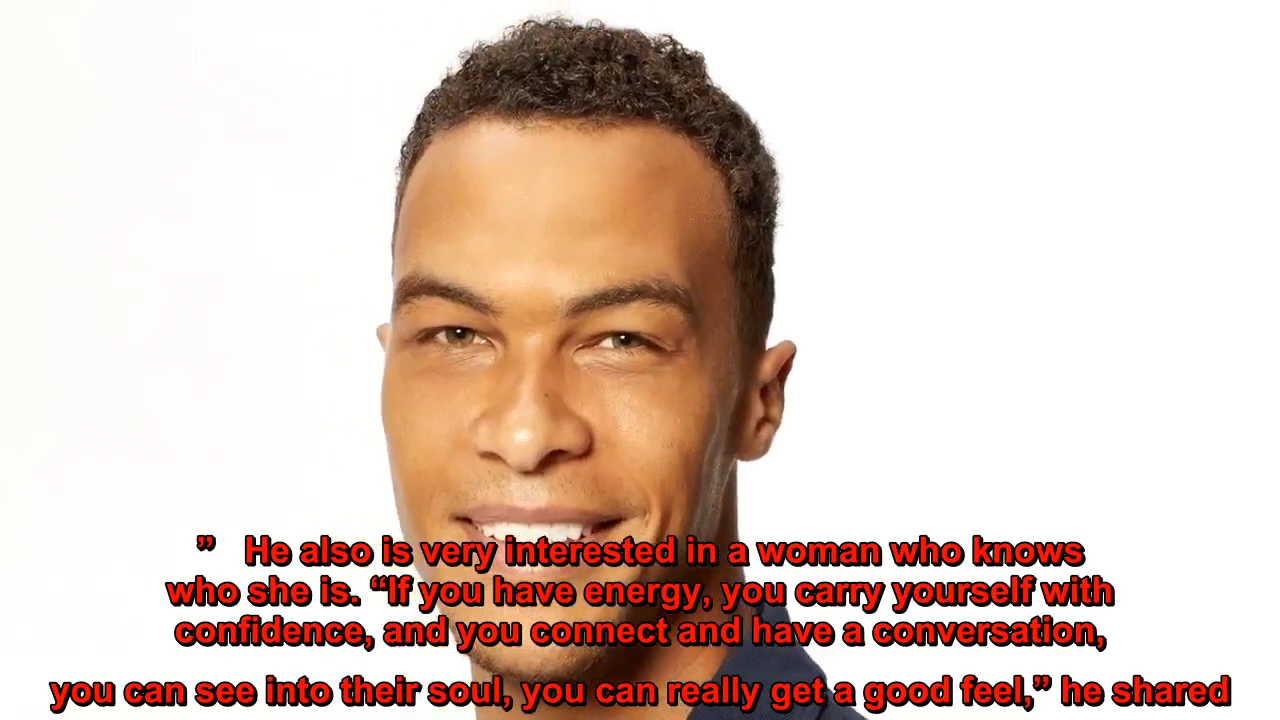 ” He also is very interested in a woman who knows
who she is. “If you have energy, you carry yourself with
confidence, and you connect and have a conversation,
you can see into their soul, you can really get a good feel,” he shared